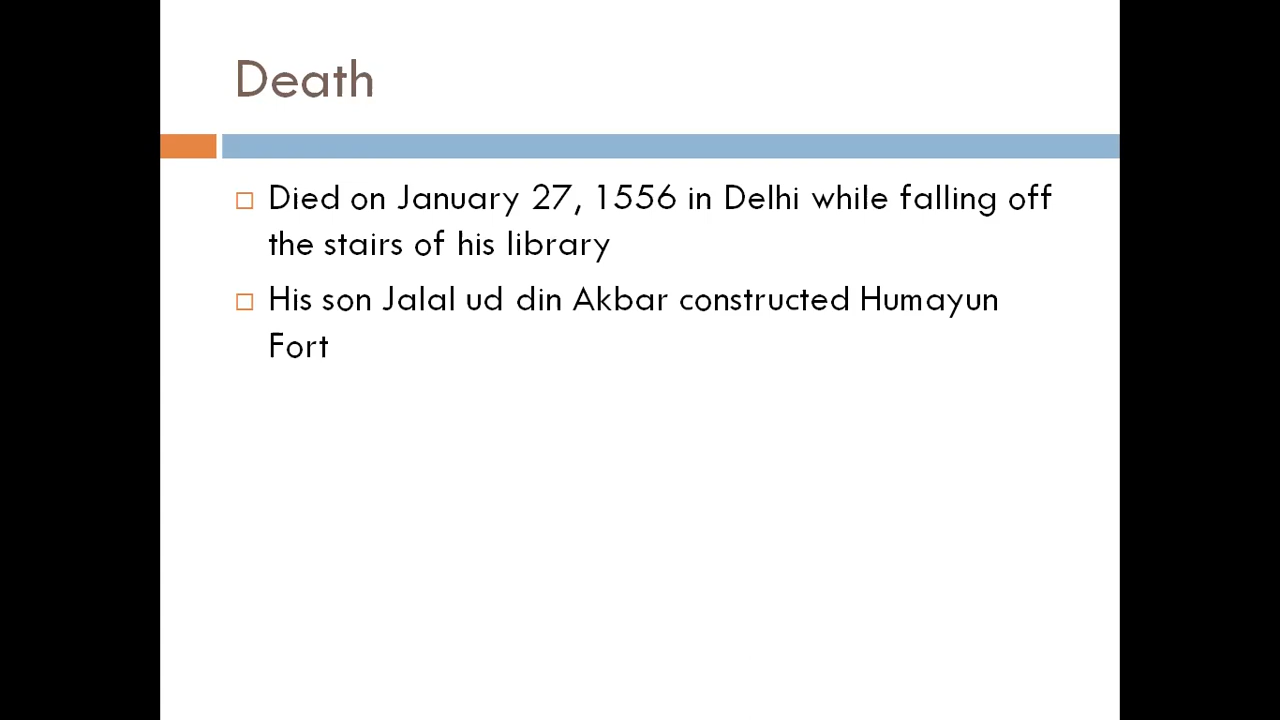 Death
Died on January 27, 1556 in Delhi while falling off
the stairs of his library
His son Jalal ud din Akbar constructed Humayun
Fort